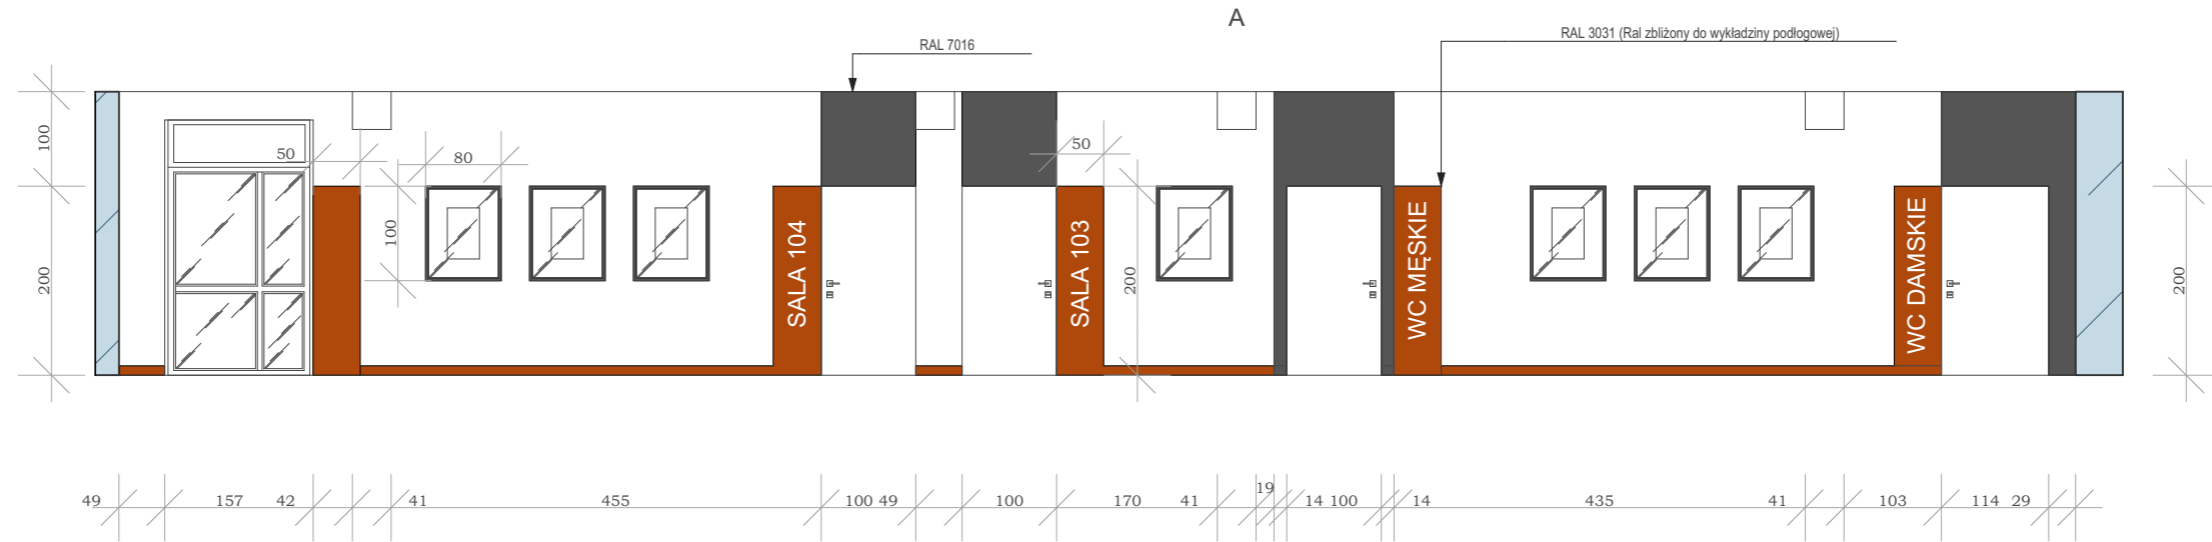 A
RAL 7016
RAL 3031 (Ral zbliżony do wykładziny podłogowej)
100
200
50
80
100
SALA 104
50
200
SALA 103
WC MĘSKIE
WC DAMSKIE
200
49 157 42 41 455 100 49 100 170 41 19 14 100 14 435 41 103 114 29